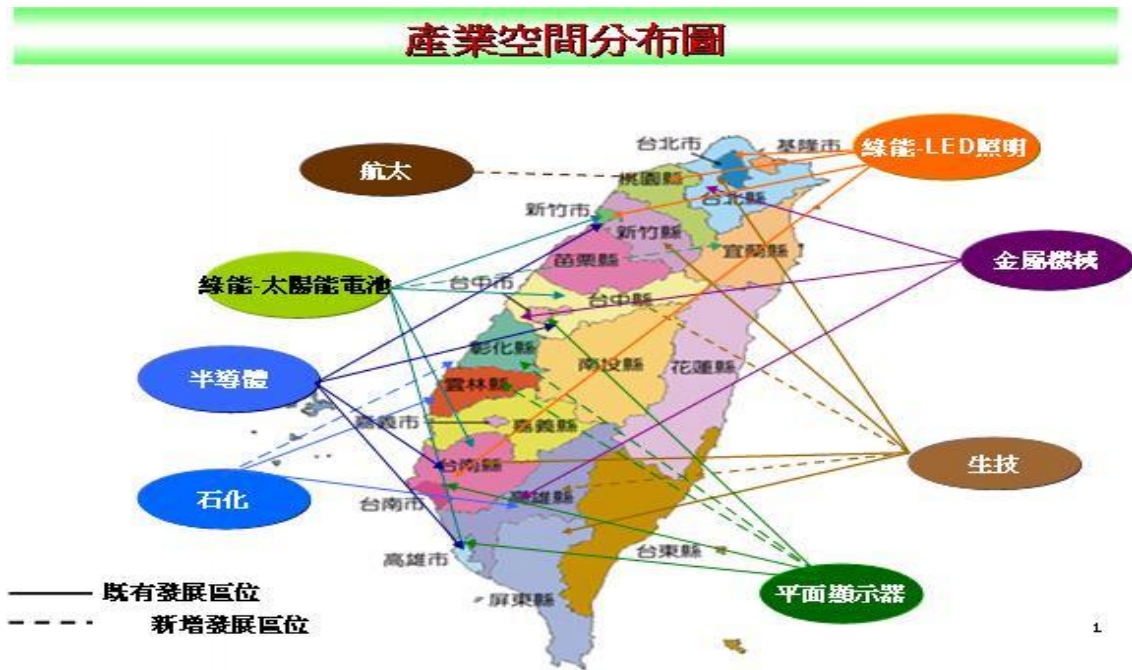 產業空間分布圖
台北市
基隆市
綠能-LED照明
航太
桃園縣
台北縣
新竹市
新竹縣
宜蘭縣
金屬機械
苗栗縣
綠能-太陽能電池
台中市
台中縣
彰化縣
南投縣
花蓮縣
半導體
雲林縣
嘉義市
嘉義縣
台南縣
生技
石化
台南市
高雄縣
高雄市
台東縣
平面顯示器
屏東縣
既有發展區位
新增發展區位
1